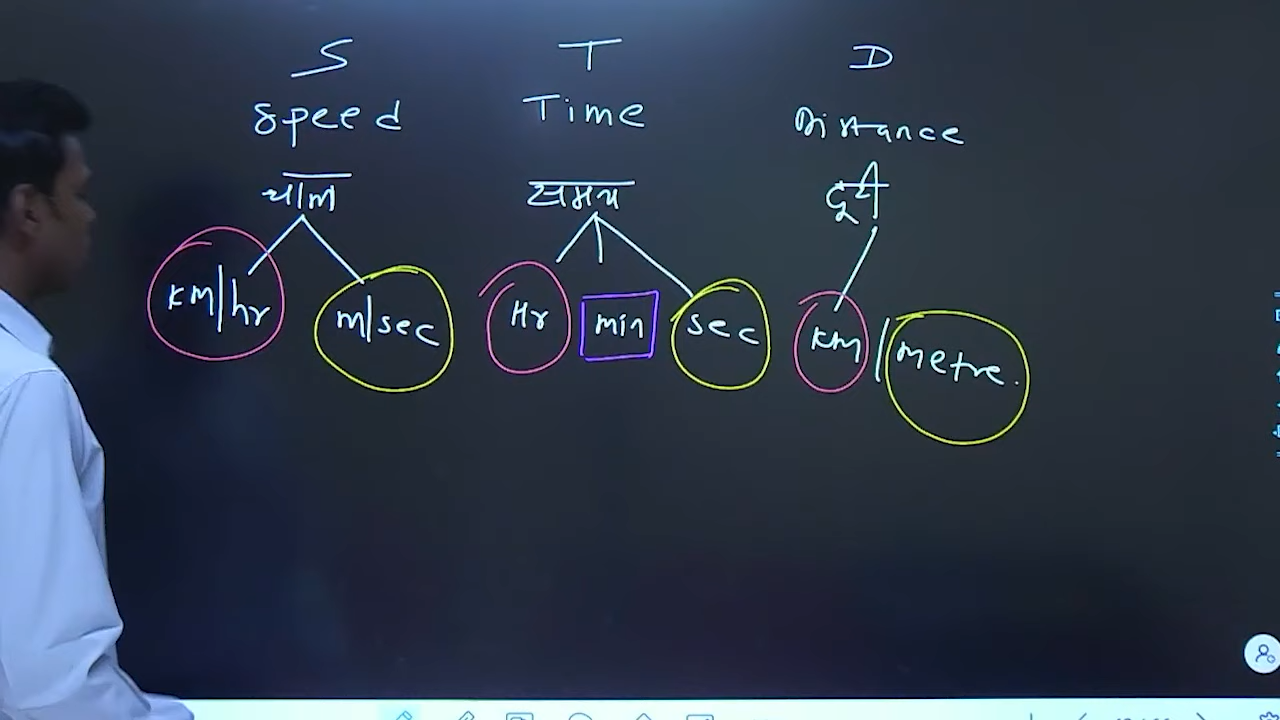 S T D
Speed Time Distance
चाल समय दूरी
km/hr m/sec Hr min sec km/metre.